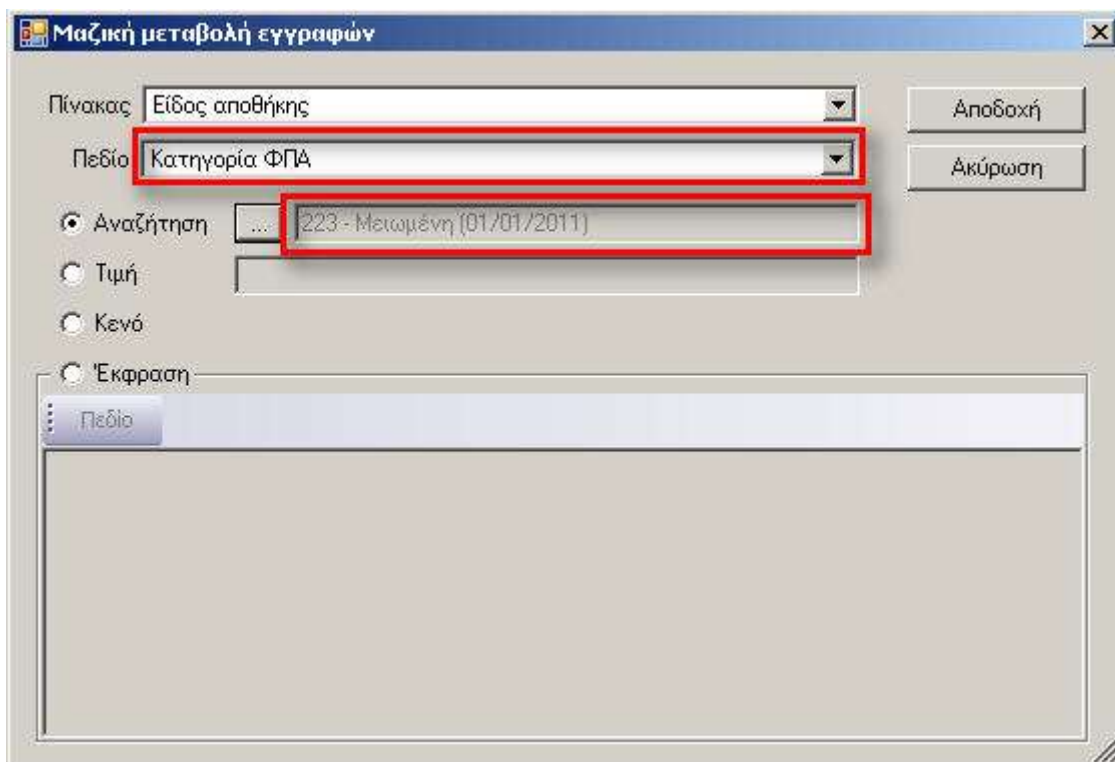 Μαζική μεταβολή εγγραφών
Πίνακας Είδος αποθήκης
Αποδοχή
Πεδίο Κατηγορία ΦΠΑ
Ακύρωση
Αναζήτηση ... 223 - Μειωμένη (01/01/2011)
Τιμή
Κενό
Έκφραση
Πεδίο